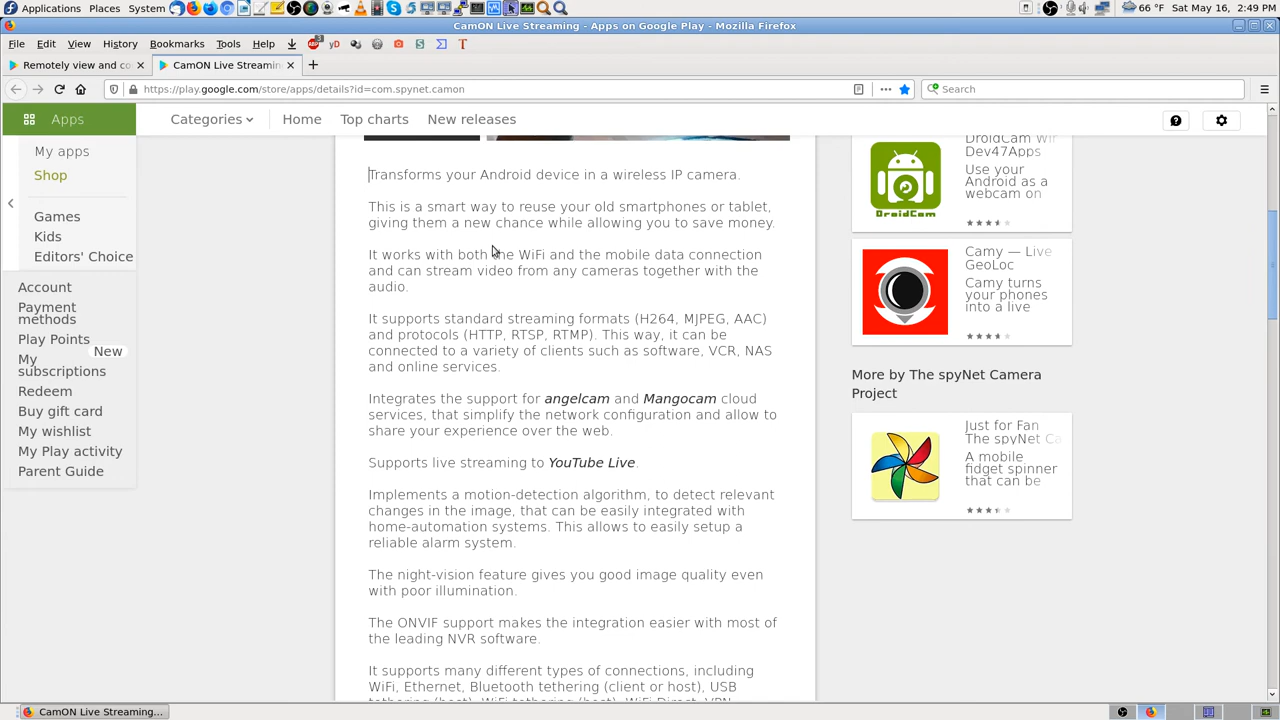 Applications Places System 66 °F Sat May 16, 2:49 PM
CamON Live Streaming - Apps on Google Play - Mozilla Firefox
File Edit View History Bookmarks Tools Help
Remotely view and co
CamON Live Streamin
https://play.google.com/store/apps/details?id=com.spynet.camon
Search
Apps
Categories
Home
Top charts
New releases
My apps
Shop
Games
Kids
Editors' Choice
Account
Payment
methods
Play Points
My New
subscriptions
Redeem
Buy gift card
My wishlist
My Play activity
Parent Guide
Transforms your Android device in a wireless IP camera.
This is a smart way to reuse your old smartphones or tablet,
giving them a new chance while allowing you to save money.
It works with both the WiFi and the mobile data connection
and can stream video from any cameras together with the
audio.
It supports standard streaming formats (H264, MJPEG, AAC)
and protocols (HTTP, RTSP, RTMP). This way, it can be
connected to a variety of clients such as software, VCR, NAS
and online services.
Integrates the support for angelcam and Mangocam cloud
services, that simplify the network configuration and allow to
share your experience over the web.
Supports live streaming to YouTube Live.
Implements a motion-detection algorithm, to detect relevant
changes in the image, that can be easily integrated with
home-automation systems. This allows to easily setup a
reliable alarm system.
The night-vision feature gives you good image quality even
with poor illumination.
The ONVIF support makes the integration easier with most of
the leading NVR software.
It supports many different types of connections, including
WiFi, Ethernet, Bluetooth tethering (client or host), USB
tethering (host), WiFi tethering (host), WiFi Direct, VPN
DroidCam
DroidCam Wir
Dev47Apps
Use your
Android as a
webcam on
Camy — Live
GeoLoc
Camy turns
your phones
into a live
More by The spyNet Camera
Project
Just for Fan
The spyNet Ca
A mobile
fidget spinner
that can be
CamON Live Streaming...